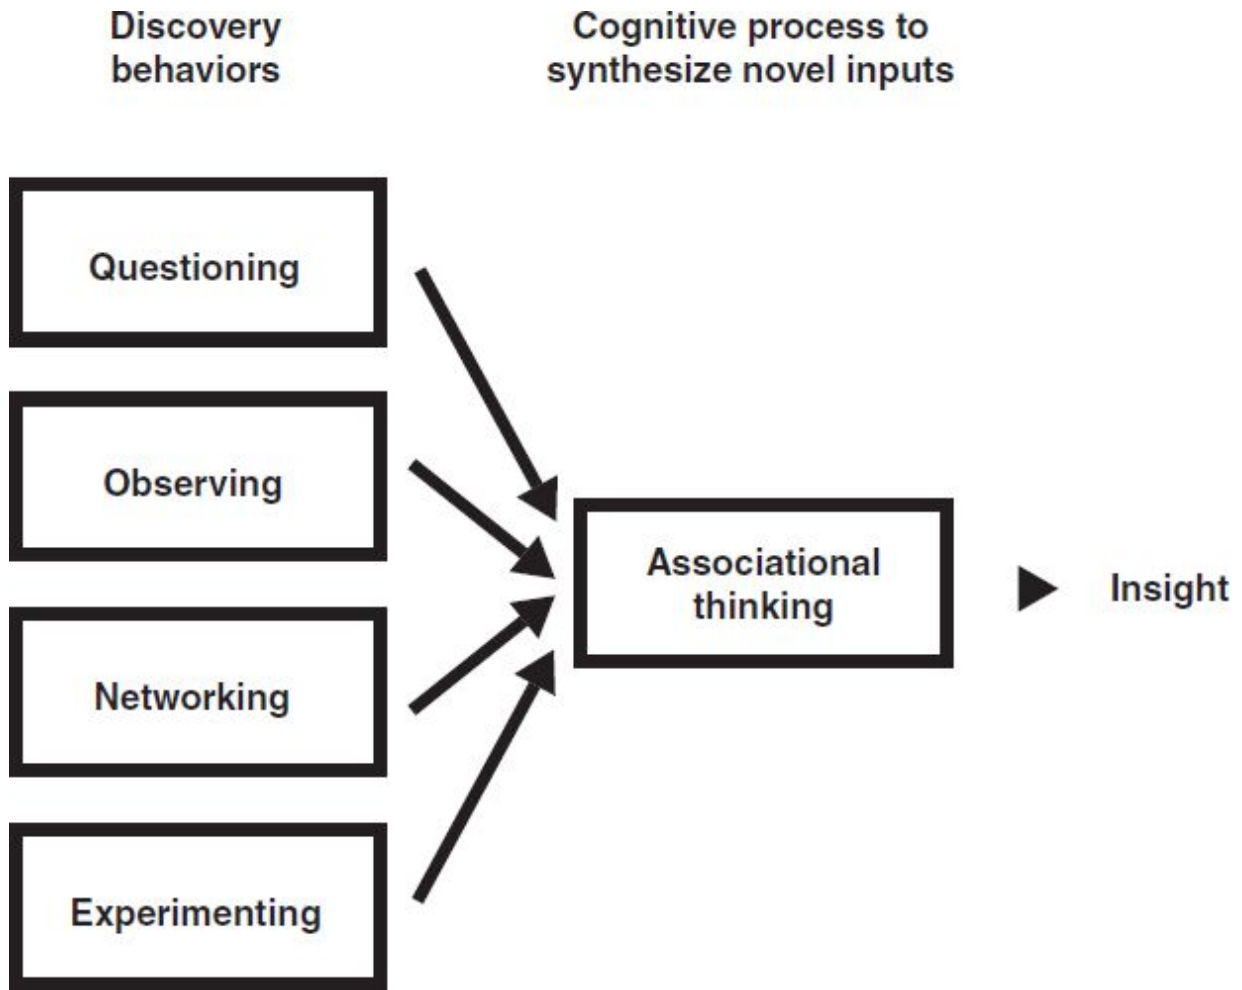 Discovery
behaviors
Cognitive process to
synthesize novel inputs
Questioning
Observing
Networking
Experimenting
Associational
thinking
Insight